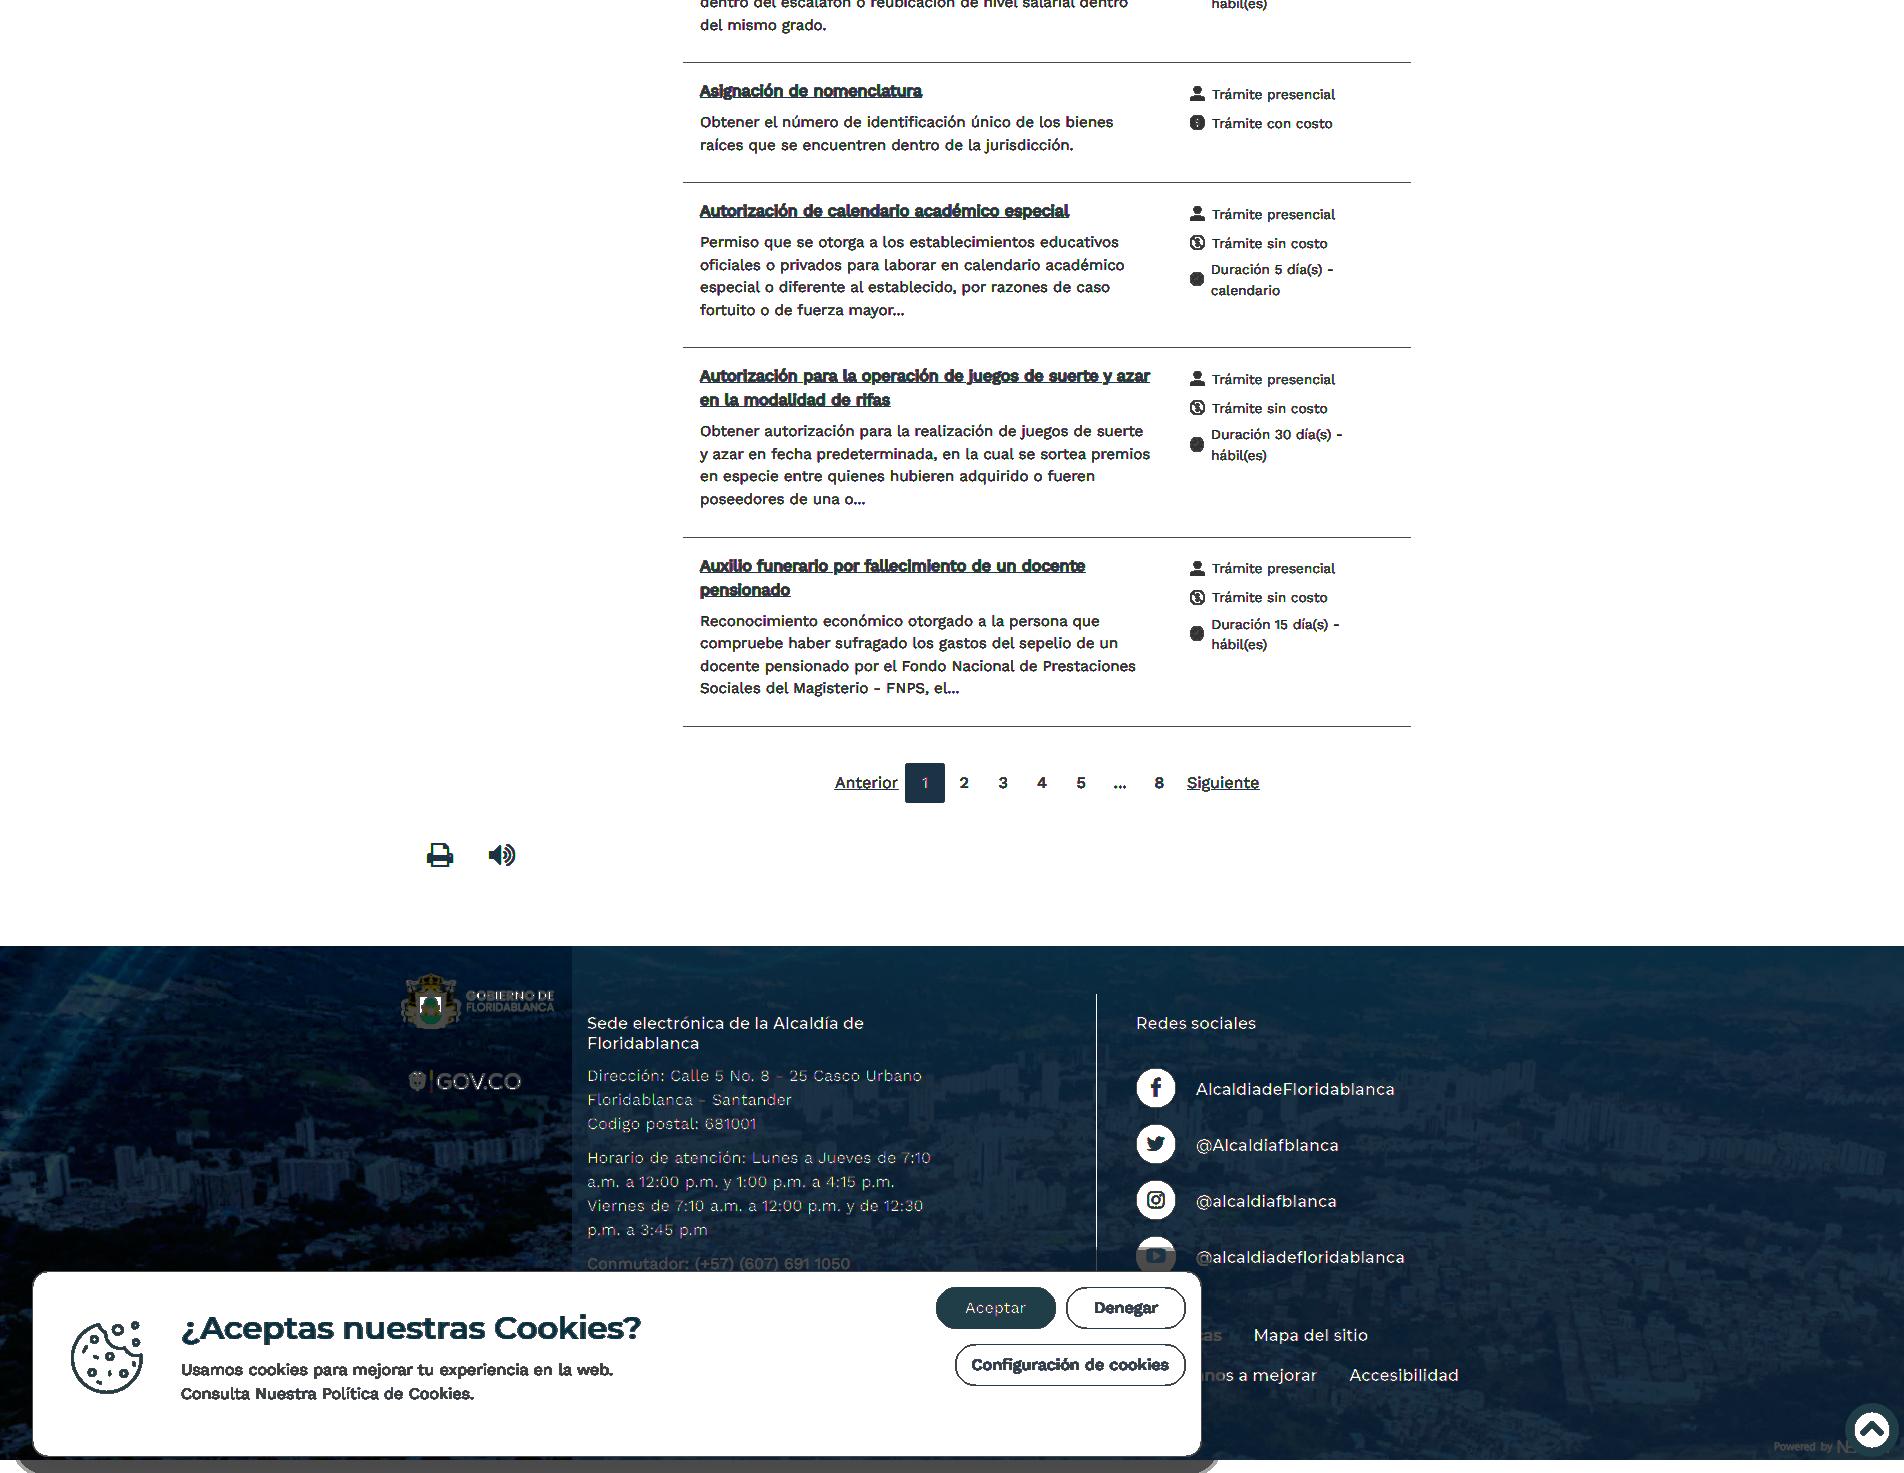 dentro del escalafón o reubicación de nivel salarial dentro
del mismo grado.
hábil(es)
Asignación de nomenclatura
Obtener el número de identificación único de los bienes
raíces que se encuentren dentro de la jurisdicción.
Trámite presencial
Trámite con costo
Autorización de calendario académico especial
Permiso que se otorga a los establecimientos educativos
oficiales o privados para laborar en calendario académico
especial o diferente al establecido, por razones de caso
fortuito o de fuerza mayor...
Trámite presencial
Trámite sin costo
Duración 5 día(s) -
calendario
Autorización para la operación de juegos de suerte y azar
en la modalidad de rifas
Obtener autorización para la realización de juegos de suerte
y azar en fecha predeterminada, en la cual se sortea premios
en especie entre quienes hubieren adquirido o fueren
poseedores de una o...
Trámite presencial
Trámite sin costo
Duración 30 día(s) -
hábil(es)
Auxilio funerario por fallecimiento de un docente
pensionado
Reconocimiento económico otorgado a la persona que
compruebe haber sufragado los gastos del sepelio de un
docente pensionado por el Fondo Nacional de Prestaciones
Sociales del Magisterio - FNPS, el...
Trámite presencial
Trámite sin costo
Duración 15 día(s) -
hábil(es)
Anterior 1 2 3 4 5 ... 8 Siguiente
GOBIERNO DE
FLORIDABLANCA
GOV.CO
Sede electrónica de la Alcaldía de
Floridablanca
Dirección: Calle 5 No. 8 - 25 Casco Urbano
Floridablanca - Santander
Codigo postal: 681001
Horario de atención: Lunes a Jueves de 7:10
a.m. a 12:00 p.m. y 1:00 p.m. a 4:15 p.m.
Viernes de 7:10 a.m. a 12:00 p.m. y de 12:30
p.m. a 3:45 p.m
Conmutador: (+57) (607) 691 1050
Redes sociales
AlcaldiadeFloridablanca
@Alcaldiafblanca
@alcaldiafblanca
@alcaldiadefloridablanca
Mapa del sitio
a mejorar Accesibilidad
¿Aceptas nuestras Cookies?
Usamos cookies para mejorar tu experiencia en la web.
Consulta Nuestra Política de Cookies.
Aceptar
Denegar
Configuración de cookies
Powered by